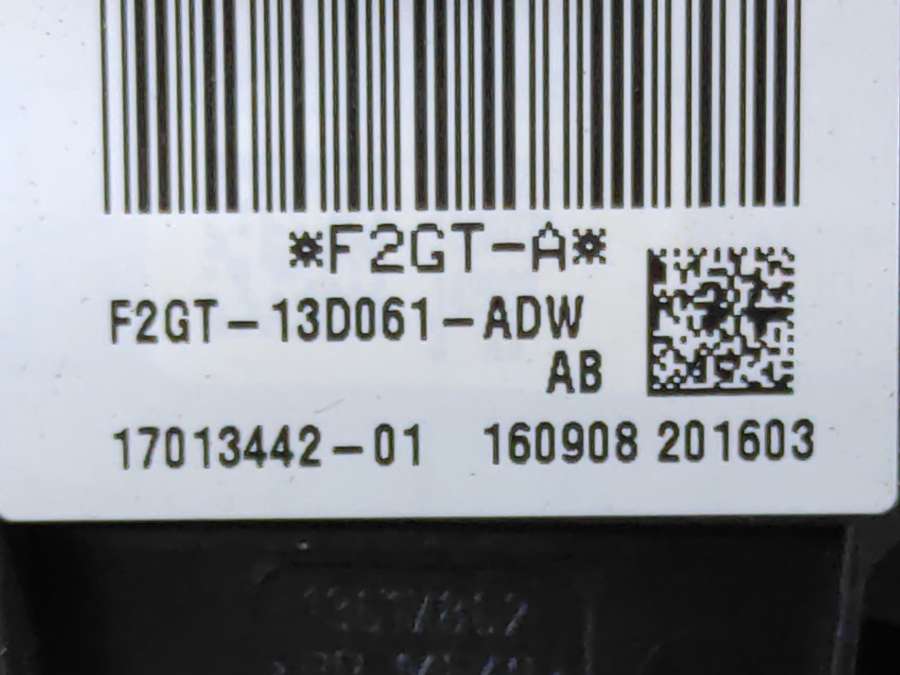 *F2GT-A*
F2GT-13D061-ADW
AB
17013442-01 160908 201603